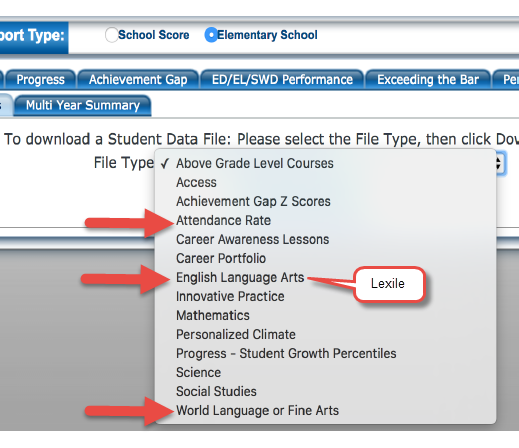 port Type: School Score Elementary School
Progress Achievement Gap ED/EL/SWD Performance Exceeding the Bar Per
s Multi Year Summary
To download a Student Data File: Please select the File Type, then click Dov
File Type ✓ Above Grade Level Courses
Access
Achievement Gap Z Scores
Attendance Rate
Career Awareness Lessons
Career Portfolio
English Language Arts
Lexile
Innovative Practice
Mathematics
Personalized Climate
Progress - Student Growth Percentiles
Science
Social Studies
World Language or Fine Arts